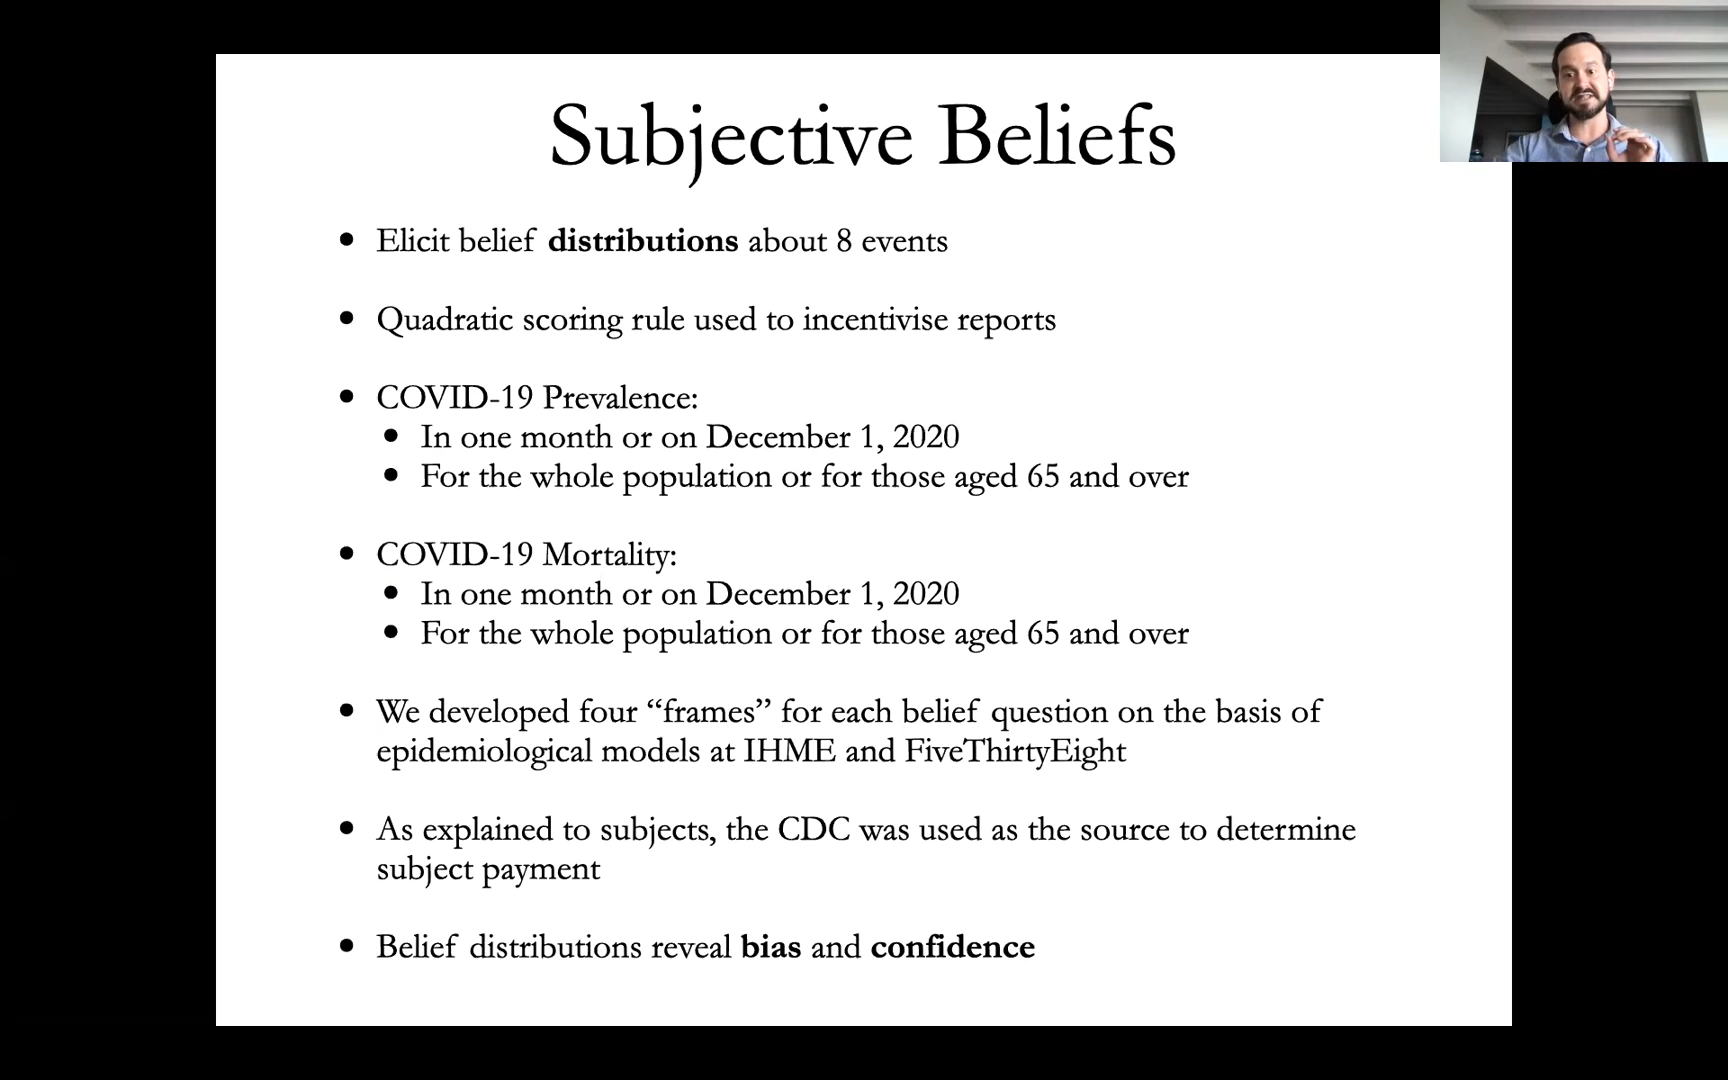 Subjective Beliefs
• Elicit belief distributions about 8 events
• Quadratic scoring rule used to incentivise reports
• COVID-19 Prevalence:
• In one month or on December 1, 2020
• For the whole population or for those aged 65 and over
• COVID-19 Mortality:
• In one month or on December 1, 2020
• For the whole population or for those aged 65 and over
• We developed four “frames” for each belief question on the basis of
epidemiological models at IHME and FiveThirtyEight
• As explained to subjects, the CDC was used as the source to determine
subject payment
• Belief distributions reveal bias and confidence